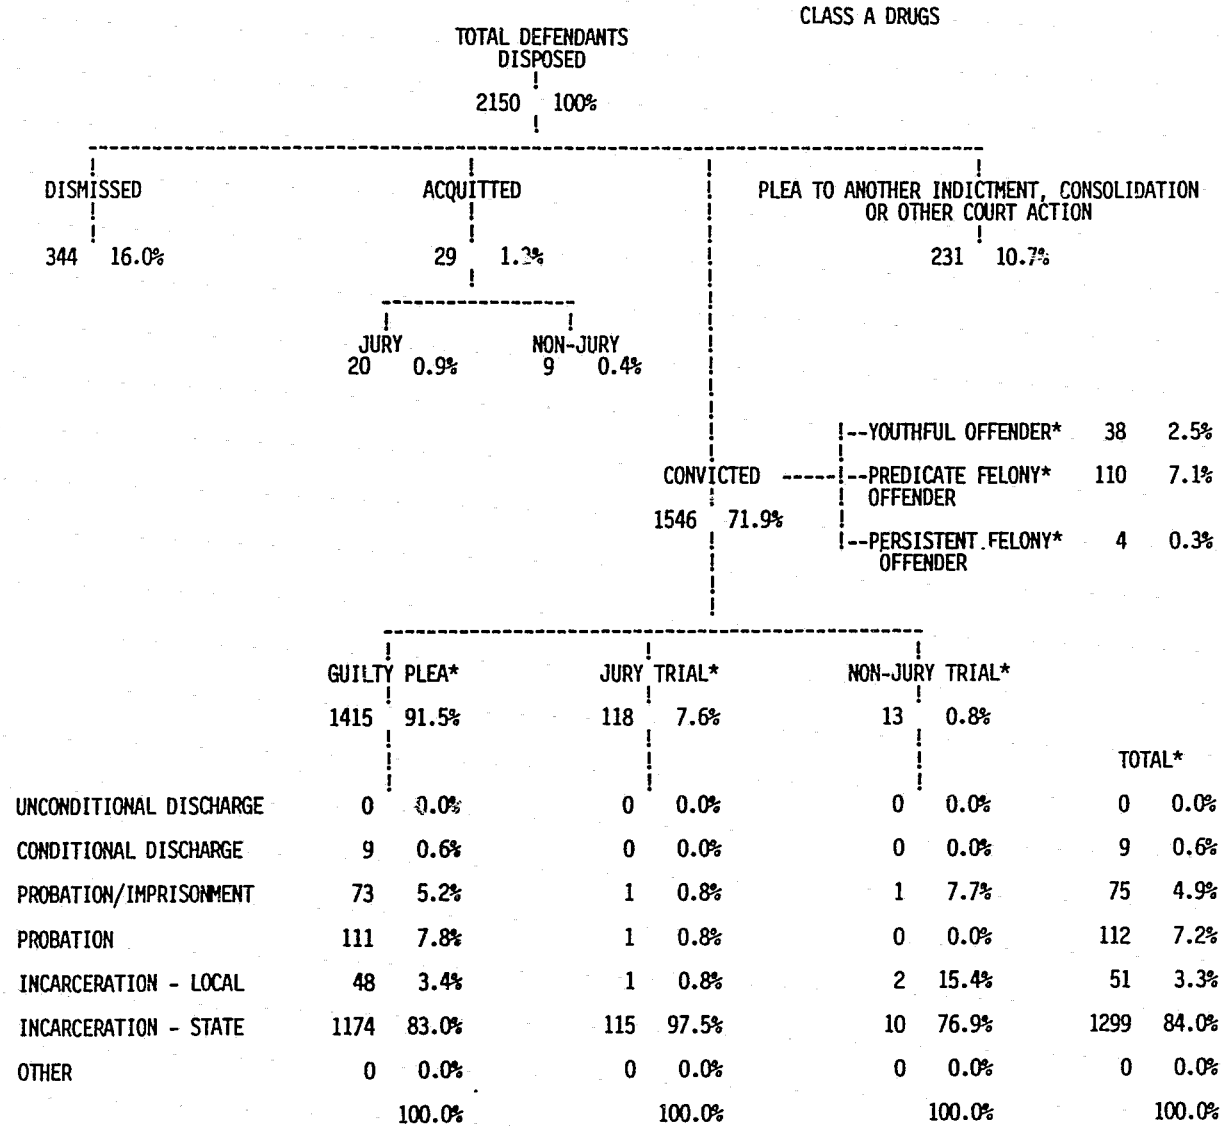 CLASS A DRUGS
TOTAL DEFENDANTS
DISPOSED
2150 100%
DISMISSED ACQUITTED PLEA TO ANOTHER INDICTMENT, CONSOLIDATION
OR OTHER COURT ACTION
344 16.0% 29 1.3% 231 10.7%
JURY NON-JURY
20 0.9% 9 0.4%
!--YOUTHFUL OFFENDER* 38 2.5%
CONVICTED -----!--PREDICATE FELONY* 110 7.1%
OFFENDER
1546 71.9%
!--PERSISTENT FELONY* 4 0.3%
OFFENDER
GUILTY PLEA* JURY TRIAL* NON-JURY TRIAL*
1415 91.5% 118 7.6% 13 0.8%
TOTAL*
UNCONDITIONAL DISCHARGE 0 0.0% 0 0.0% 0 0.0% 0 0.0%
CONDITIONAL DISCHARGE 9 0.6% 0 0.0% 0 0.0% 9 0.6%
PROBATION/IMPRISONMENT 73 5.2% 1 0.8% 1 7.7% 75 4.9%
PROBATION 111 7.8% 1 0.8% 0 0.0% 112 7.2%
INCARCERATION - LOCAL 48 3.4% 1 0.8% 2 15.4% 51 3.3%
INCARCERATION - STATE 1174 83.0% 115 97.5% 10 76.9% 1299 84.0%
OTHER 0 0.0% 0 0.0% 0 0.0% 0 0.0%
100.0% 100.0% 100.0% 100.0%